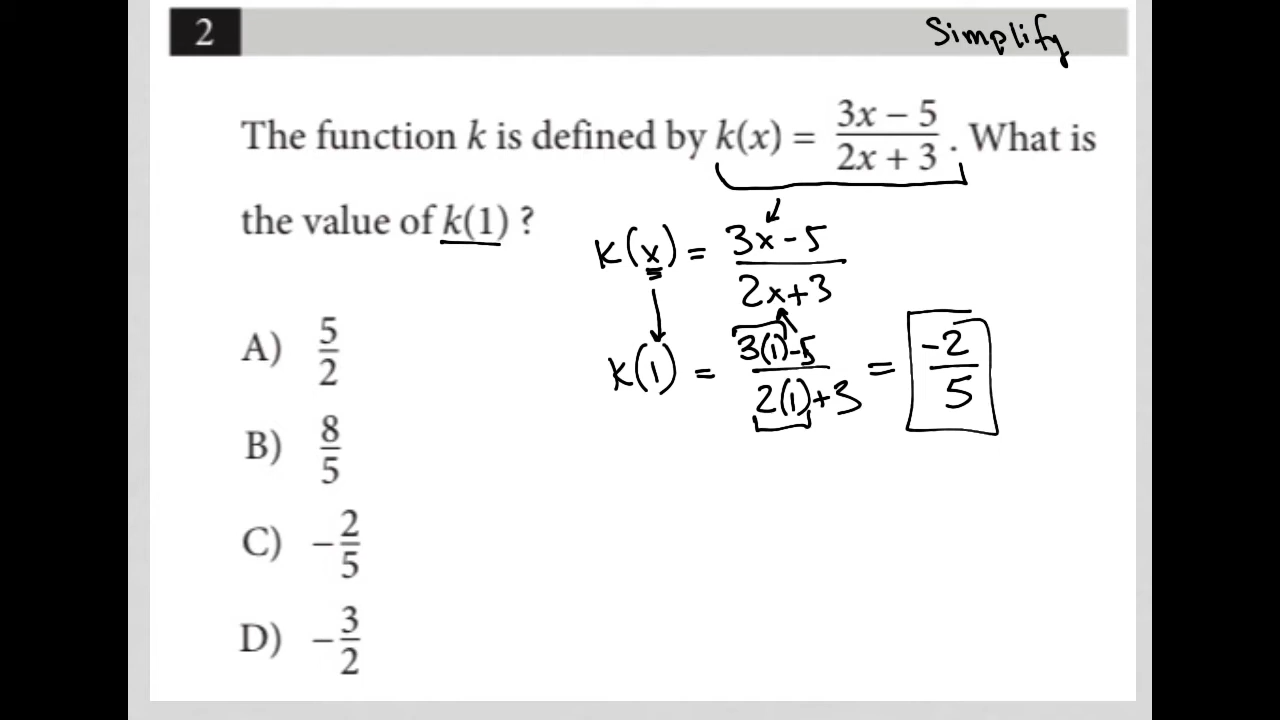 2 Simplify
The function k is defined by k(x) = (3x − 5)/(2x + 3). What is
the value of k(1) ?
k(x) = (3x - 5)/(2x + 3)
k(1) = (3(1) - 5)/(2(1) + 3) = -2/5
A) 5/2
B) 8/5
C) −2/5
D) −3/2